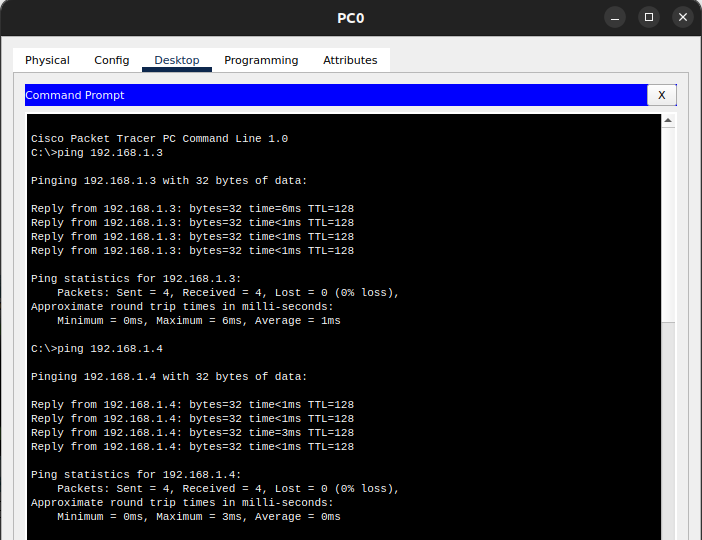 PC0
Physical Config Desktop Programming Attributes
Command Prompt X
Cisco Packet Tracer PC Command Line 1.0
C:\>ping 192.168.1.3
Pinging 192.168.1.3 with 32 bytes of data:
Reply from 192.168.1.3: bytes=32 time=6ms TTL=128
Reply from 192.168.1.3: bytes=32 time<1ms TTL=128
Reply from 192.168.1.3: bytes=32 time<1ms TTL=128
Reply from 192.168.1.3: bytes=32 time<1ms TTL=128
Ping statistics for 192.168.1.3:
    Packets: Sent = 4, Received = 4, Lost = 0 (0% loss),
Approximate round trip times in milli-seconds:
    Minimum = 0ms, Maximum = 6ms, Average = 1ms
C:\>ping 192.168.1.4
Pinging 192.168.1.4 with 32 bytes of data:
Reply from 192.168.1.4: bytes=32 time<1ms TTL=128
Reply from 192.168.1.4: bytes=32 time<1ms TTL=128
Reply from 192.168.1.4: bytes=32 time=3ms TTL=128
Reply from 192.168.1.4: bytes=32 time<1ms TTL=128
Ping statistics for 192.168.1.4:
    Packets: Sent = 4, Received = 4, Lost = 0 (0% loss),
Approximate round trip times in milli-seconds:
    Minimum = 0ms, Maximum = 3ms, Average = 0ms